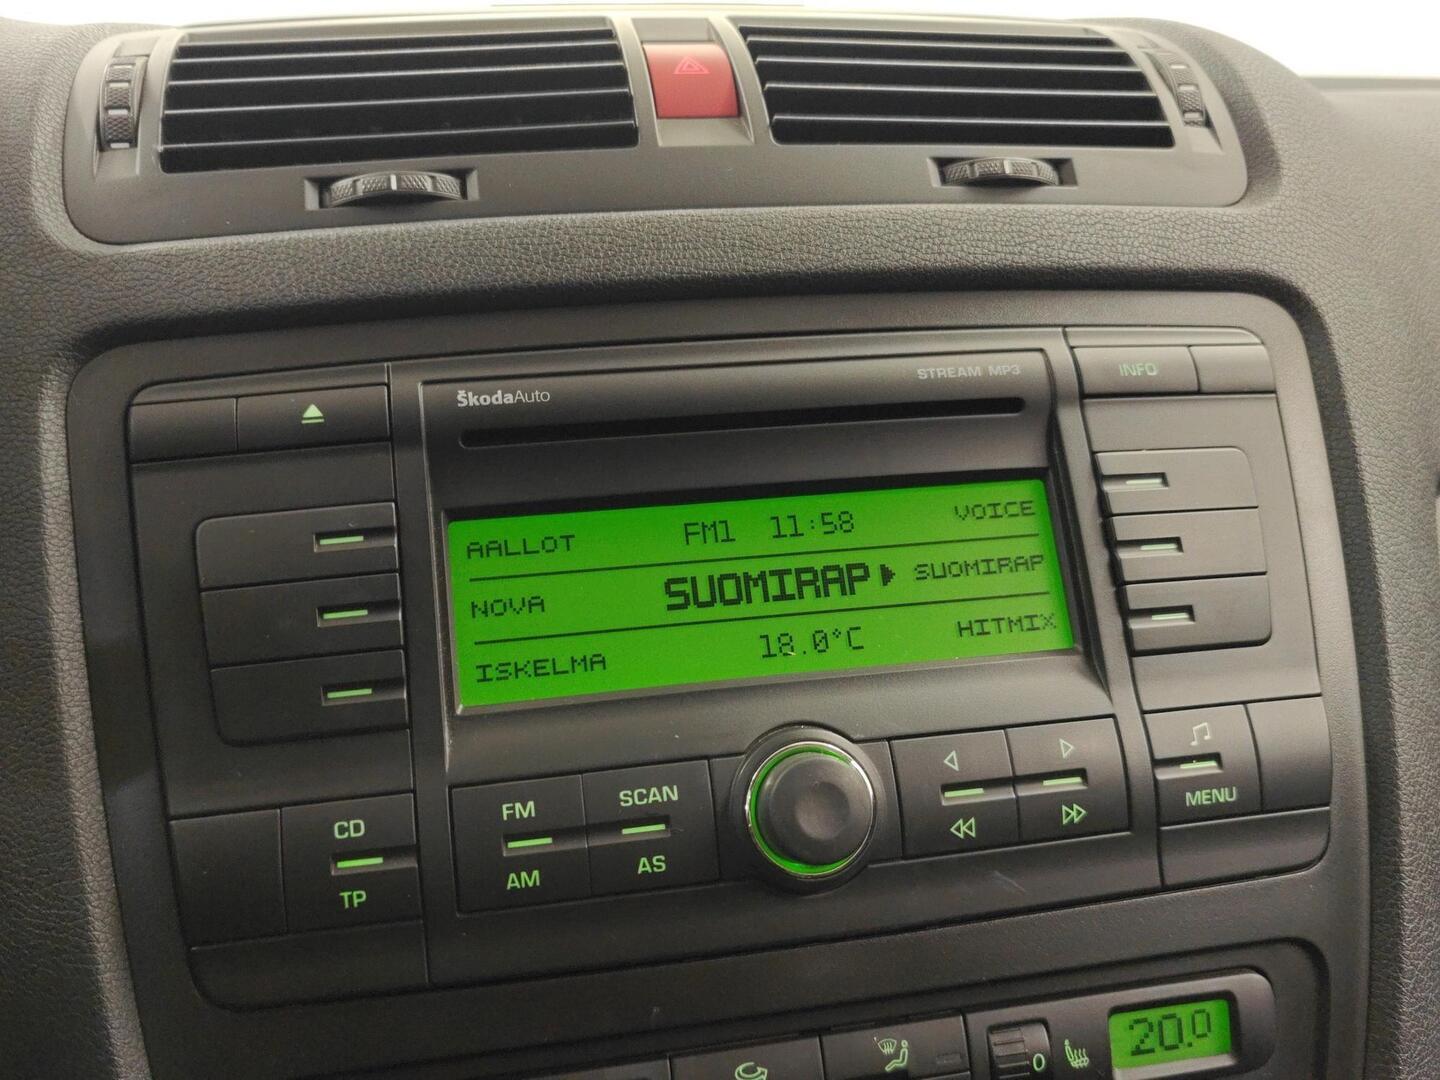 ŠkodaAuto
STREAM MP3
INFO
AALLOT FM1 11:58 VOICE
NOVA SUOMIRAP SUOMIRAP
ISKELMA 18.0°C HITMIX
CD
TP
FM
AM
SCAN
AS
MENU
0
20.0